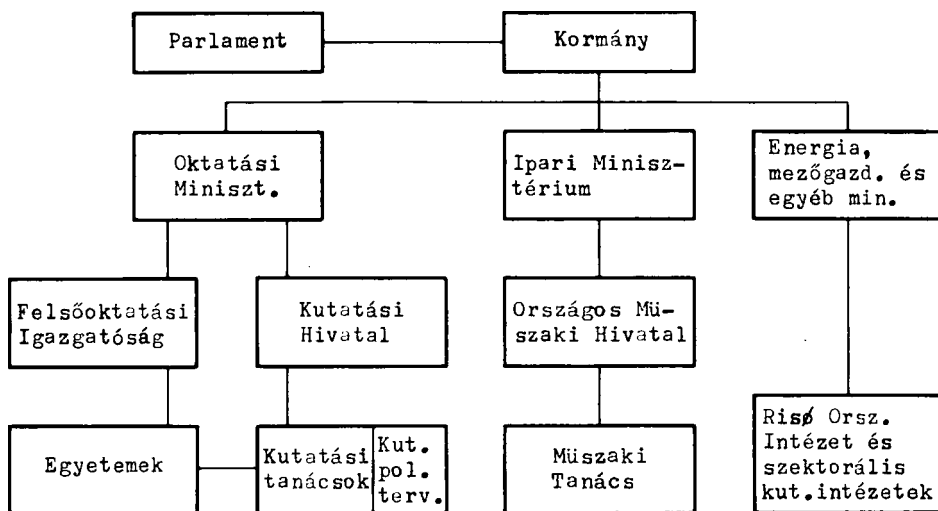 Parlament
Kormány
Oktatási
Miniszt.
Ipari Minisz-
térium
Energia,
mezőgazd. és
egyéb min.
Felsőoktatási
Igazgatóság
Kutatási
Hivatal
Országos Mü-
szaki Hivatal
Egyetemek
Kutatási
tanácsok
Kut.
pol.
terv.
Müszaki
Tanács
Risø Orsz.
Intézet és
szektorális
kut.intézetek